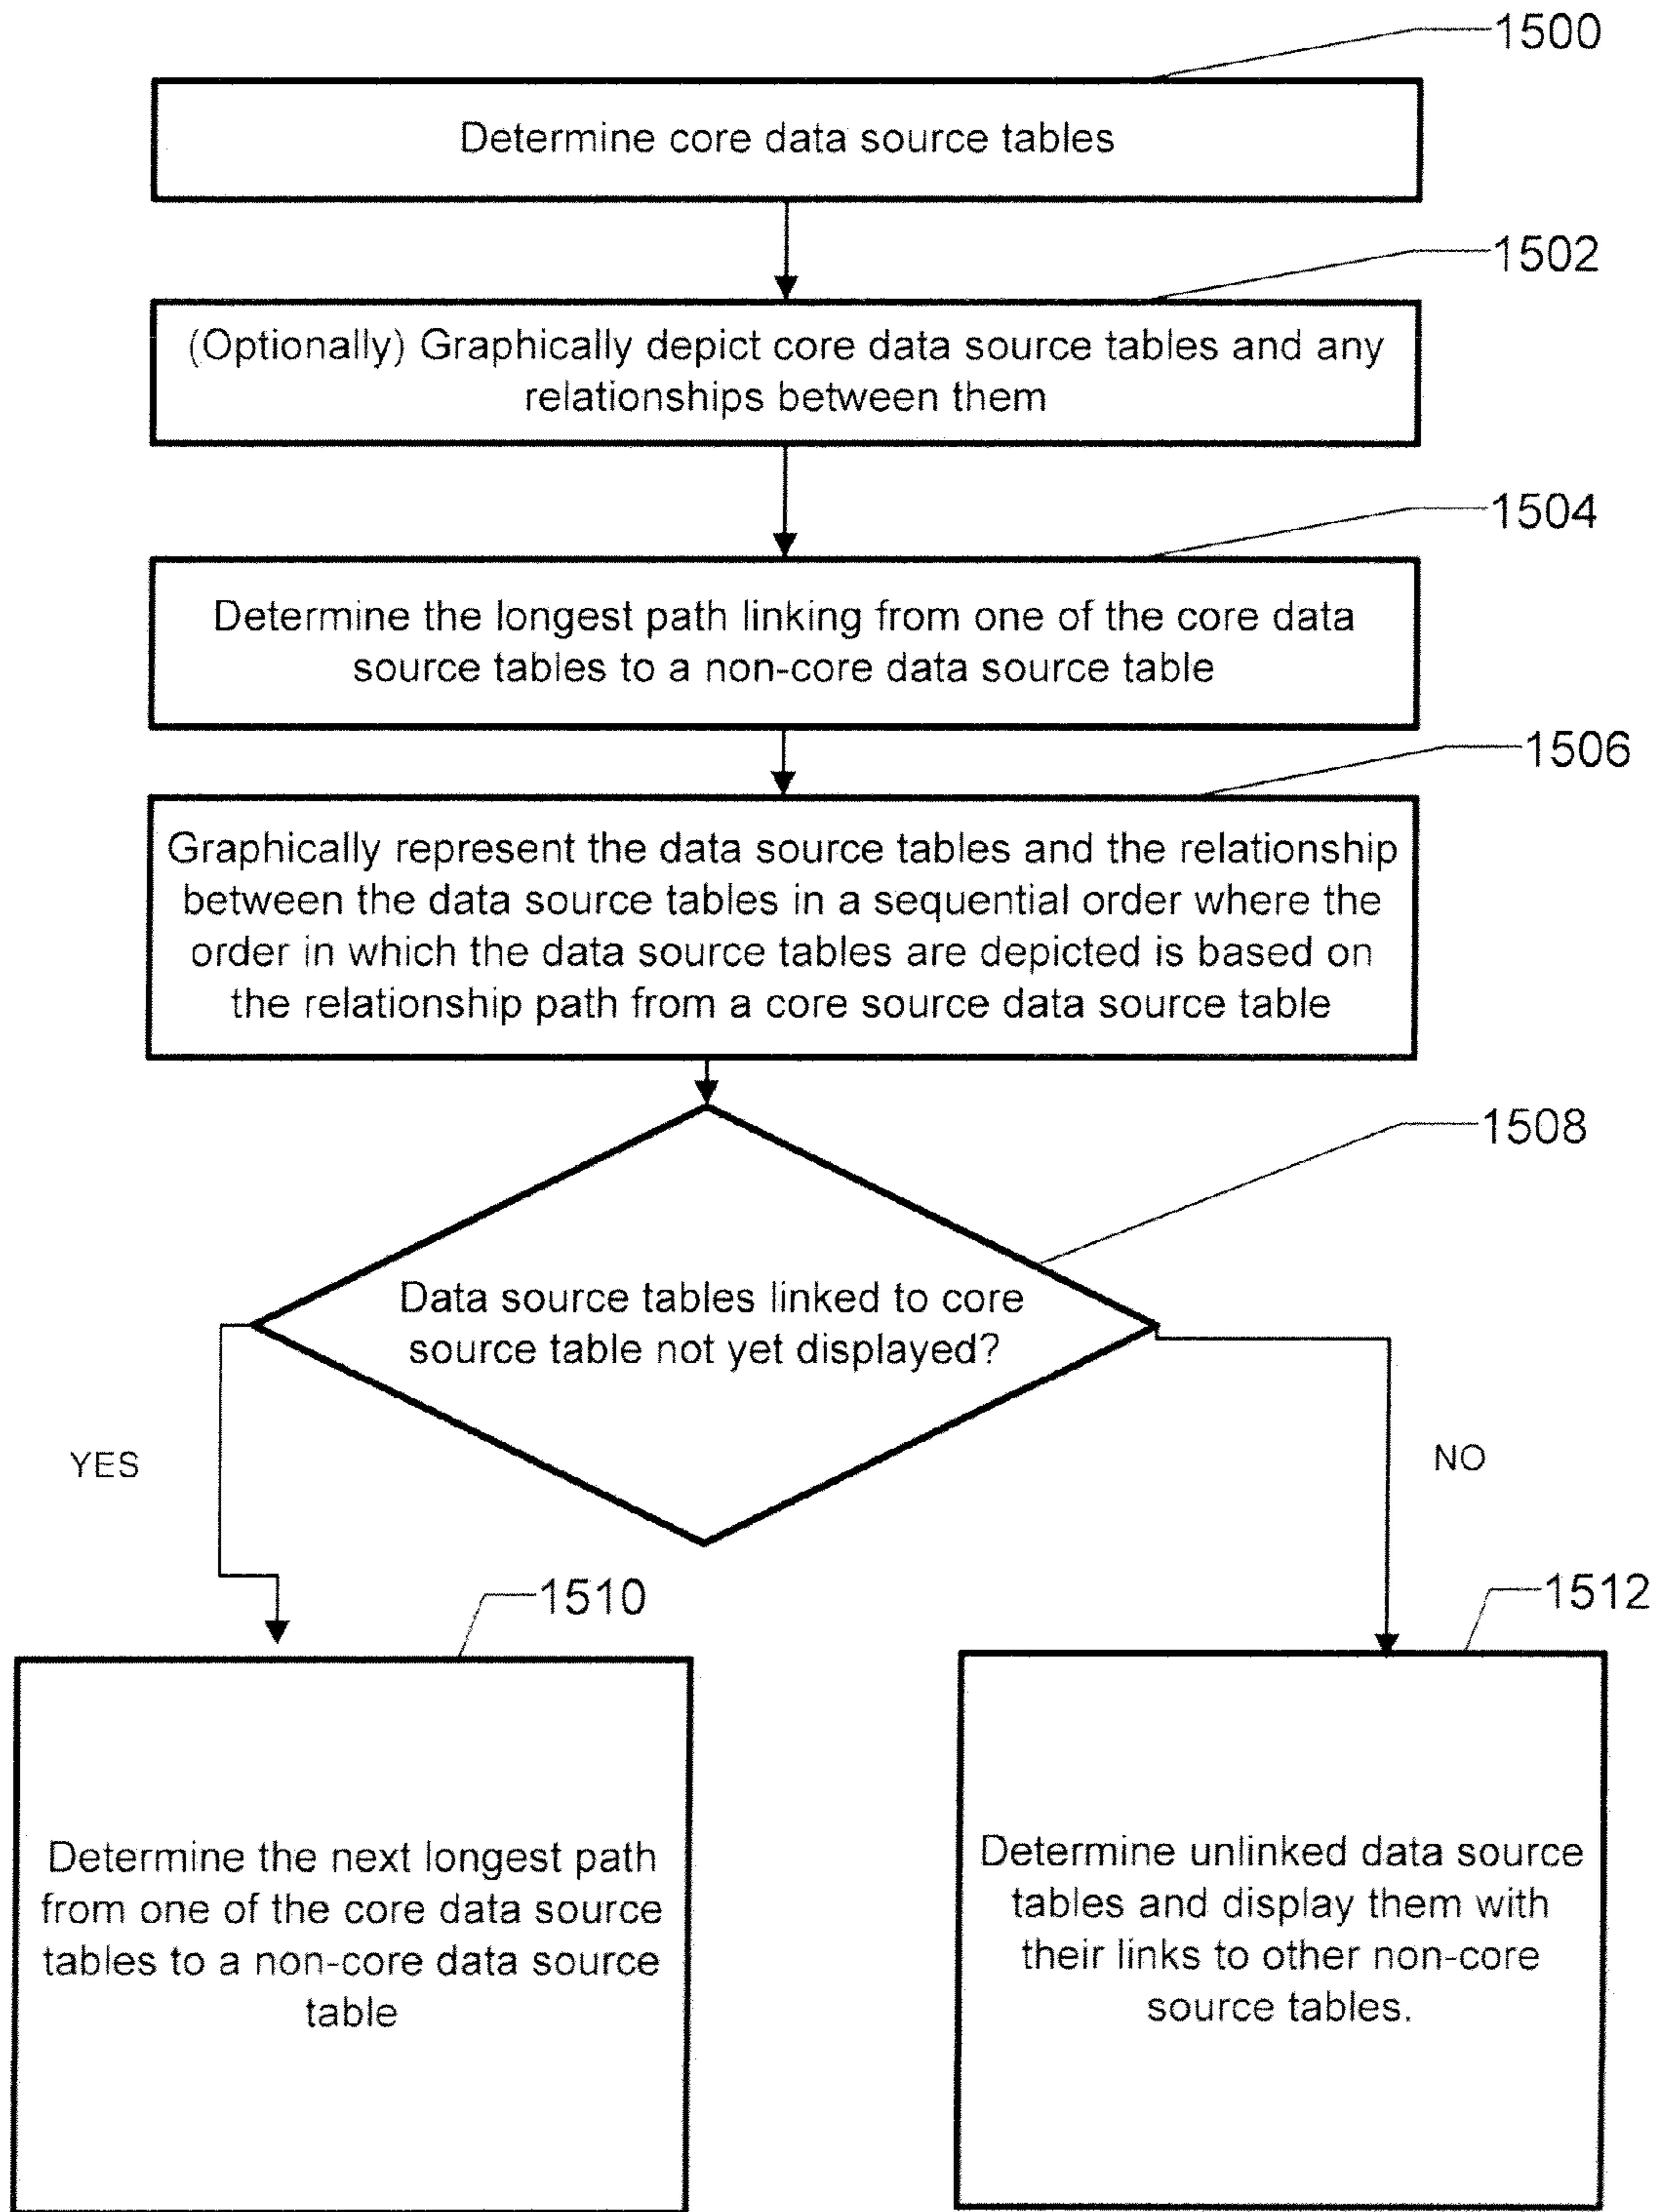 1500
Determine core data source tables
1502
(Optionally) Graphically depict core data source tables and any
relationships between them
1504
Determine the longest path linking from one of the core data
source tables to a non-core data source table
1506
Graphically represent the data source tables and the relationship
between the data source tables in a sequential order where the
order in which the data source tables are depicted is based on
the relationship path from a core source data source table
1508
Data source tables linked to core
source table not yet displayed?
YES
NO
1510
1512
Determine the next longest path
from one of the core data source
tables to a non-core data source
table
Determine unlinked data source
tables and display them with
their links to other non-core
source tables.